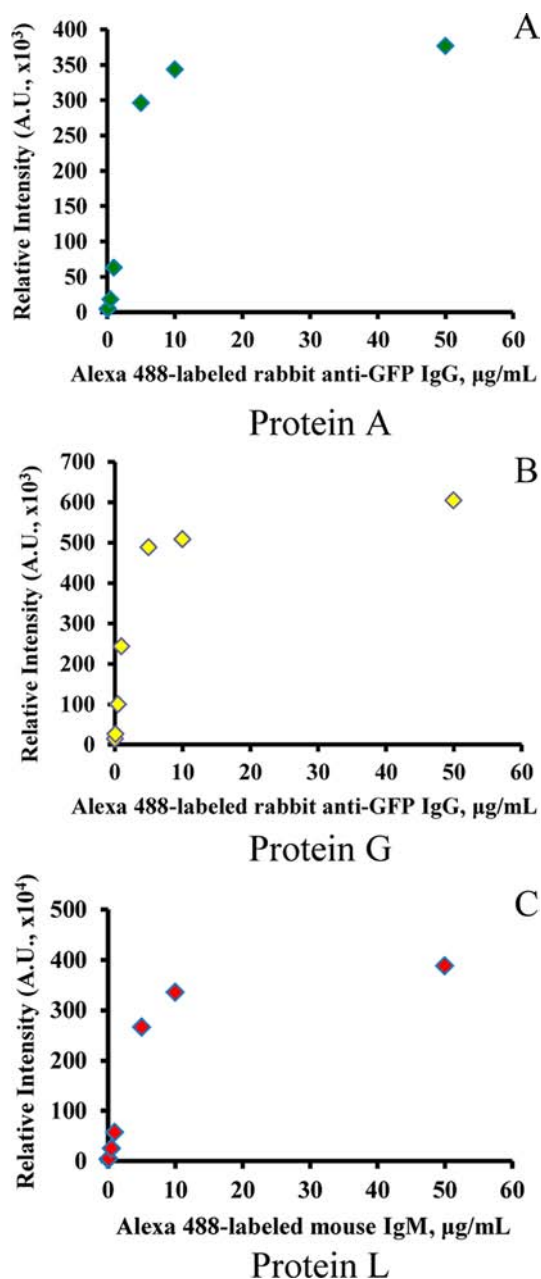 A
Relative Intensity (A.U., x10³)
400
350
300
250
200
150
100
50
0
0 10 20 30 40 50 60
Alexa 488-labeled rabbit anti-GFP IgG, µg/mL
Protein A
B
Relative Intensity (A.U., x10³)
700
600
500
400
300
200
100
0
0 10 20 30 40 50 60
Alexa 488-labeled rabbit anti-GFP IgG, µg/mL
Protein G
C
Relative Intensity (A.U., x10⁴)
500
400
300
200
100
0
0 10 20 30 40 50 60
Alexa 488-labeled mouse IgM, µg/mL
Protein L